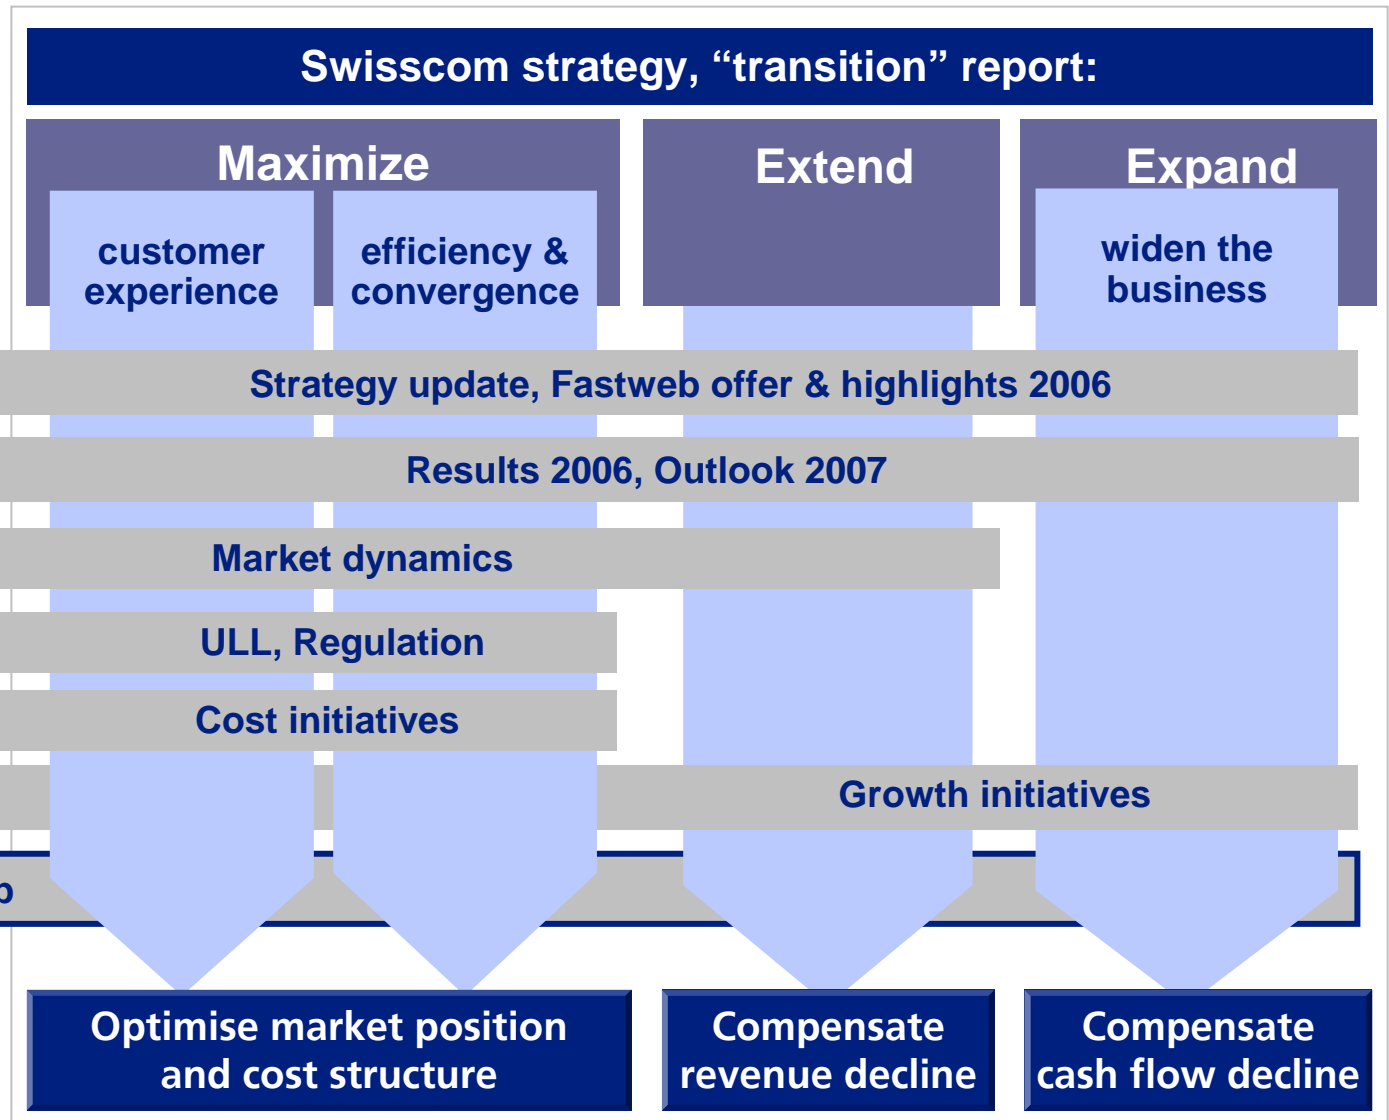 Swisscom strategy, “transition” report:
Maximize
Extend
Expand
customer
experience
efficiency &
convergence
widen the
business
Strategy update, Fastweb offer & highlights 2006
Results 2006, Outlook 2007
Market dynamics
ULL, Regulation
Cost initiatives
Growth initiatives
Optimise market position
and cost structure
Compensate
revenue decline
Compensate
cash flow decline